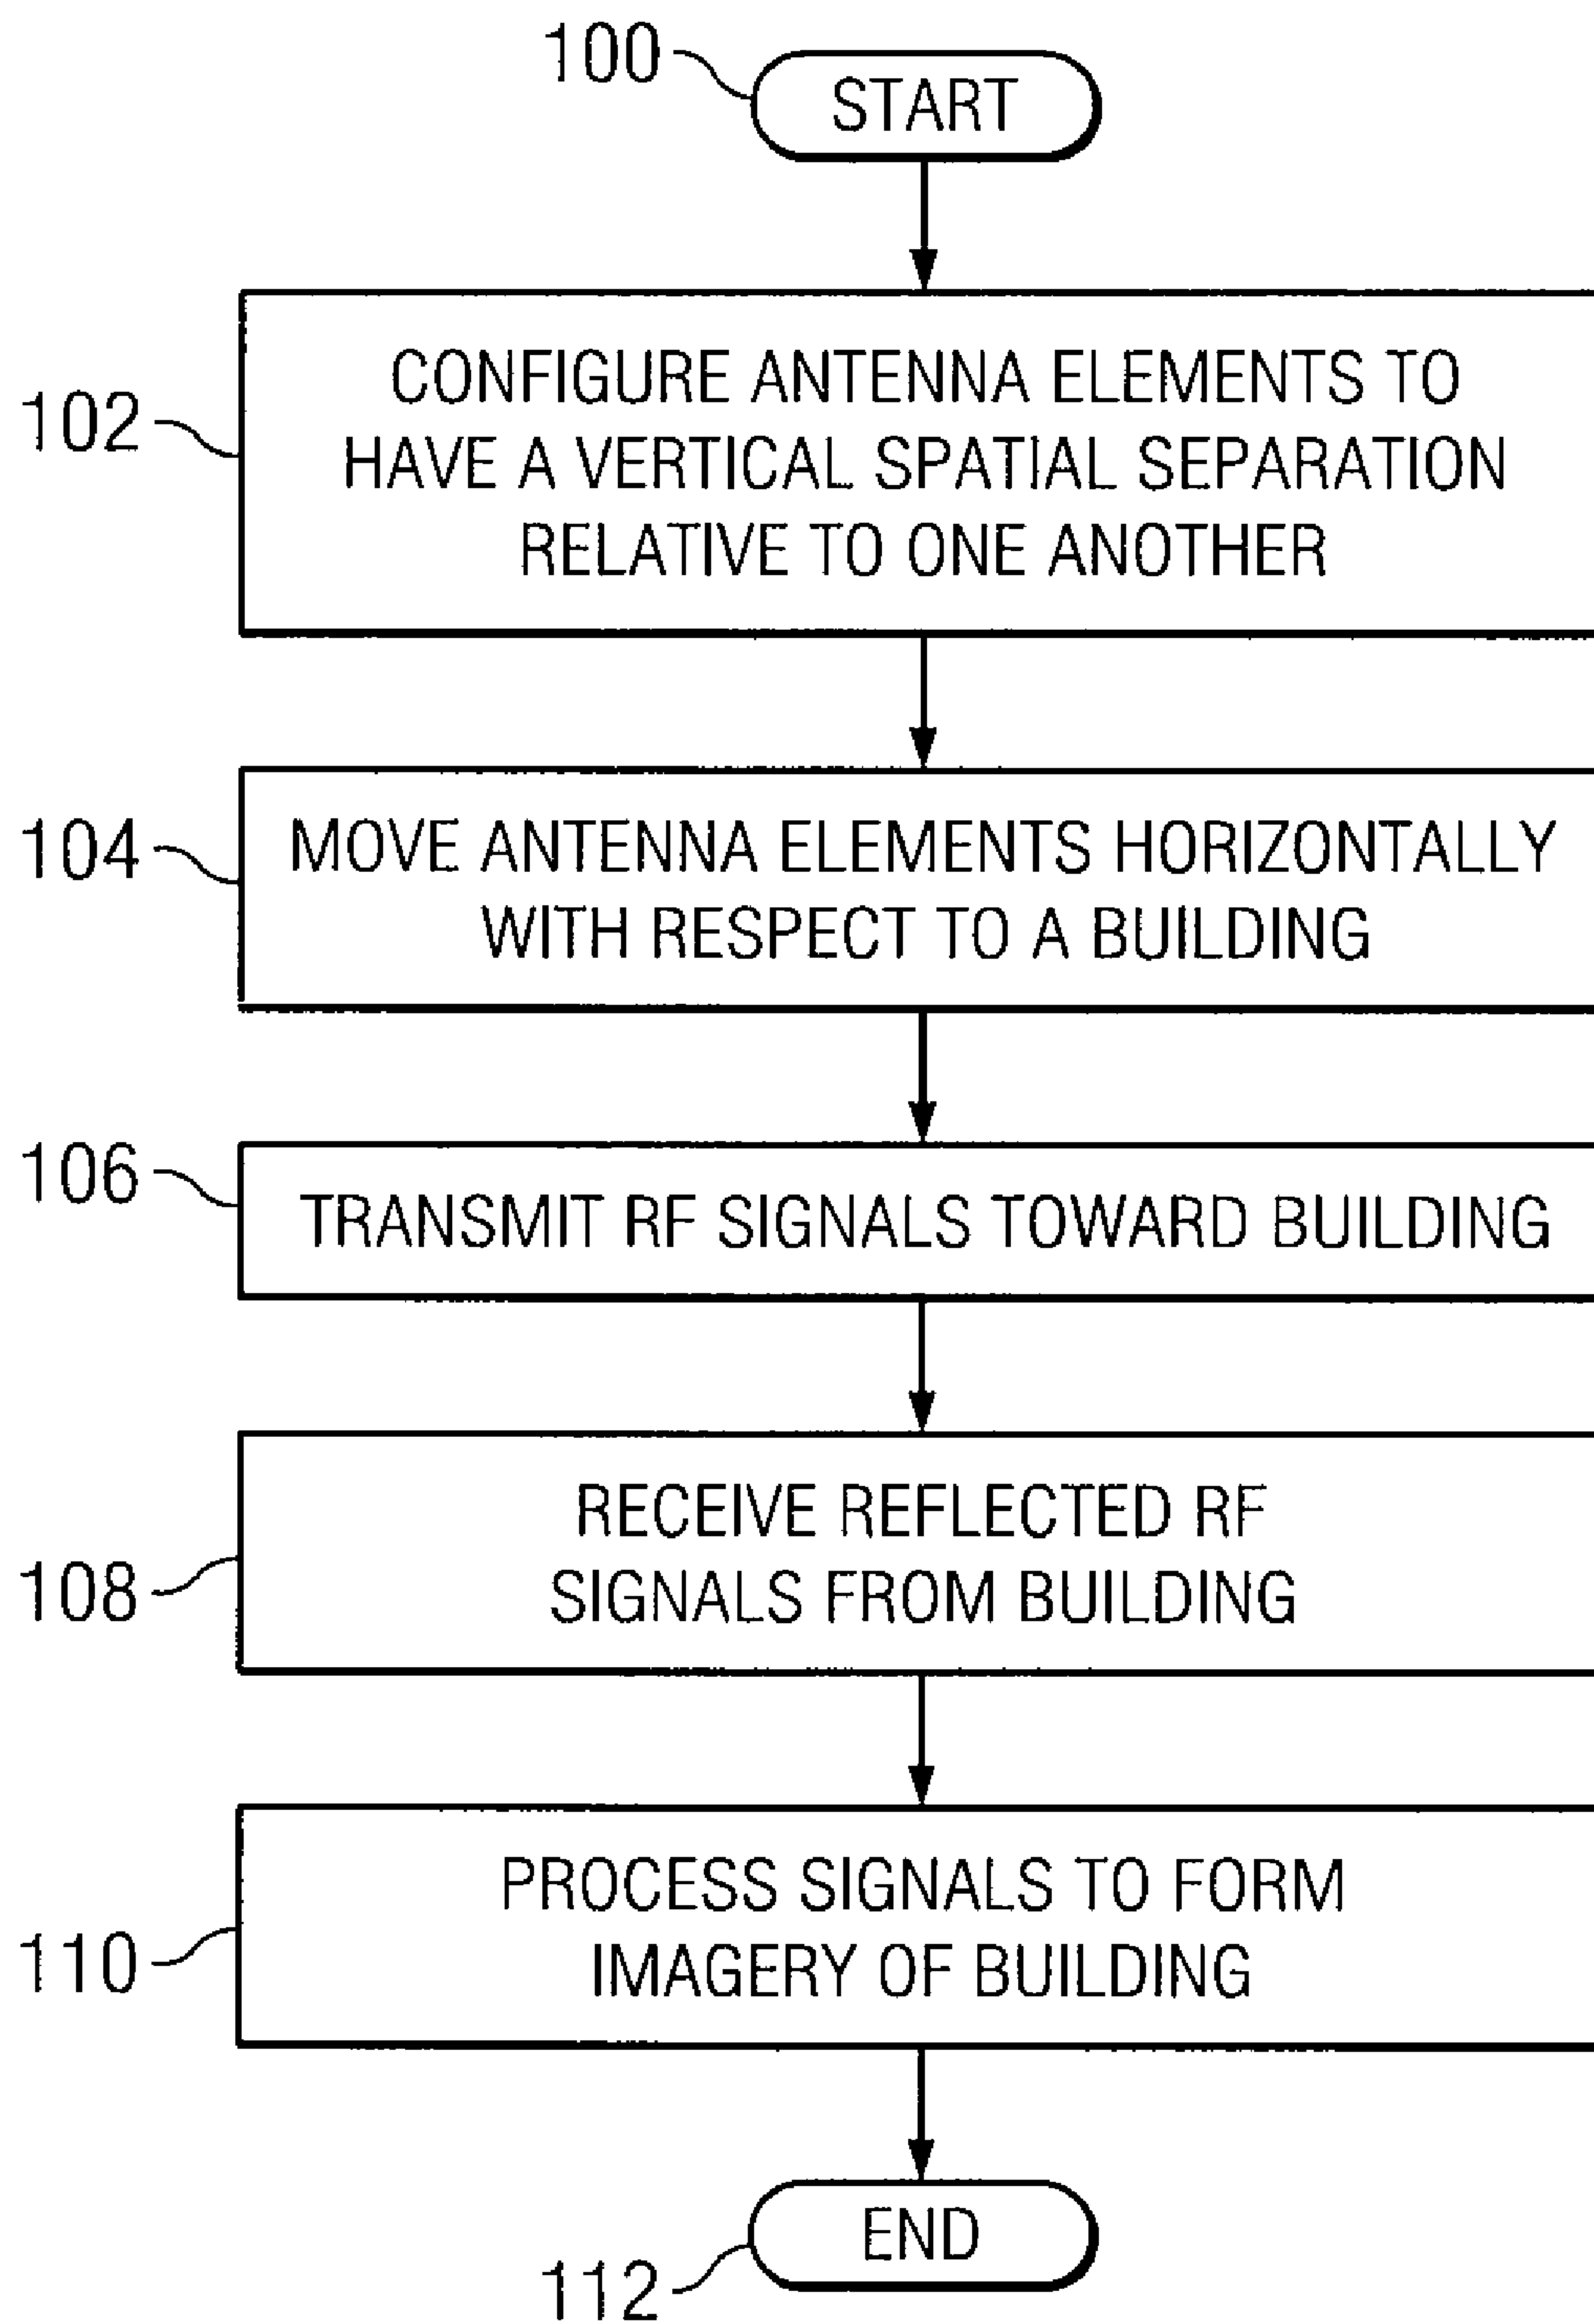 100
START
102
CONFIGURE ANTENNA ELEMENTS TO
HAVE A VERTICAL SPATIAL SEPARATION
RELATIVE TO ONE ANOTHER
104
MOVE ANTENNA ELEMENTS HORIZONTALLY
WITH RESPECT TO A BUILDING
106
TRANSMIT RF SIGNALS TOWARD BUILDING
108
RECEIVE REFLECTED RF
SIGNALS FROM BUILDING
110
PROCESS SIGNALS TO FORM
IMAGERY OF BUILDING
END
112